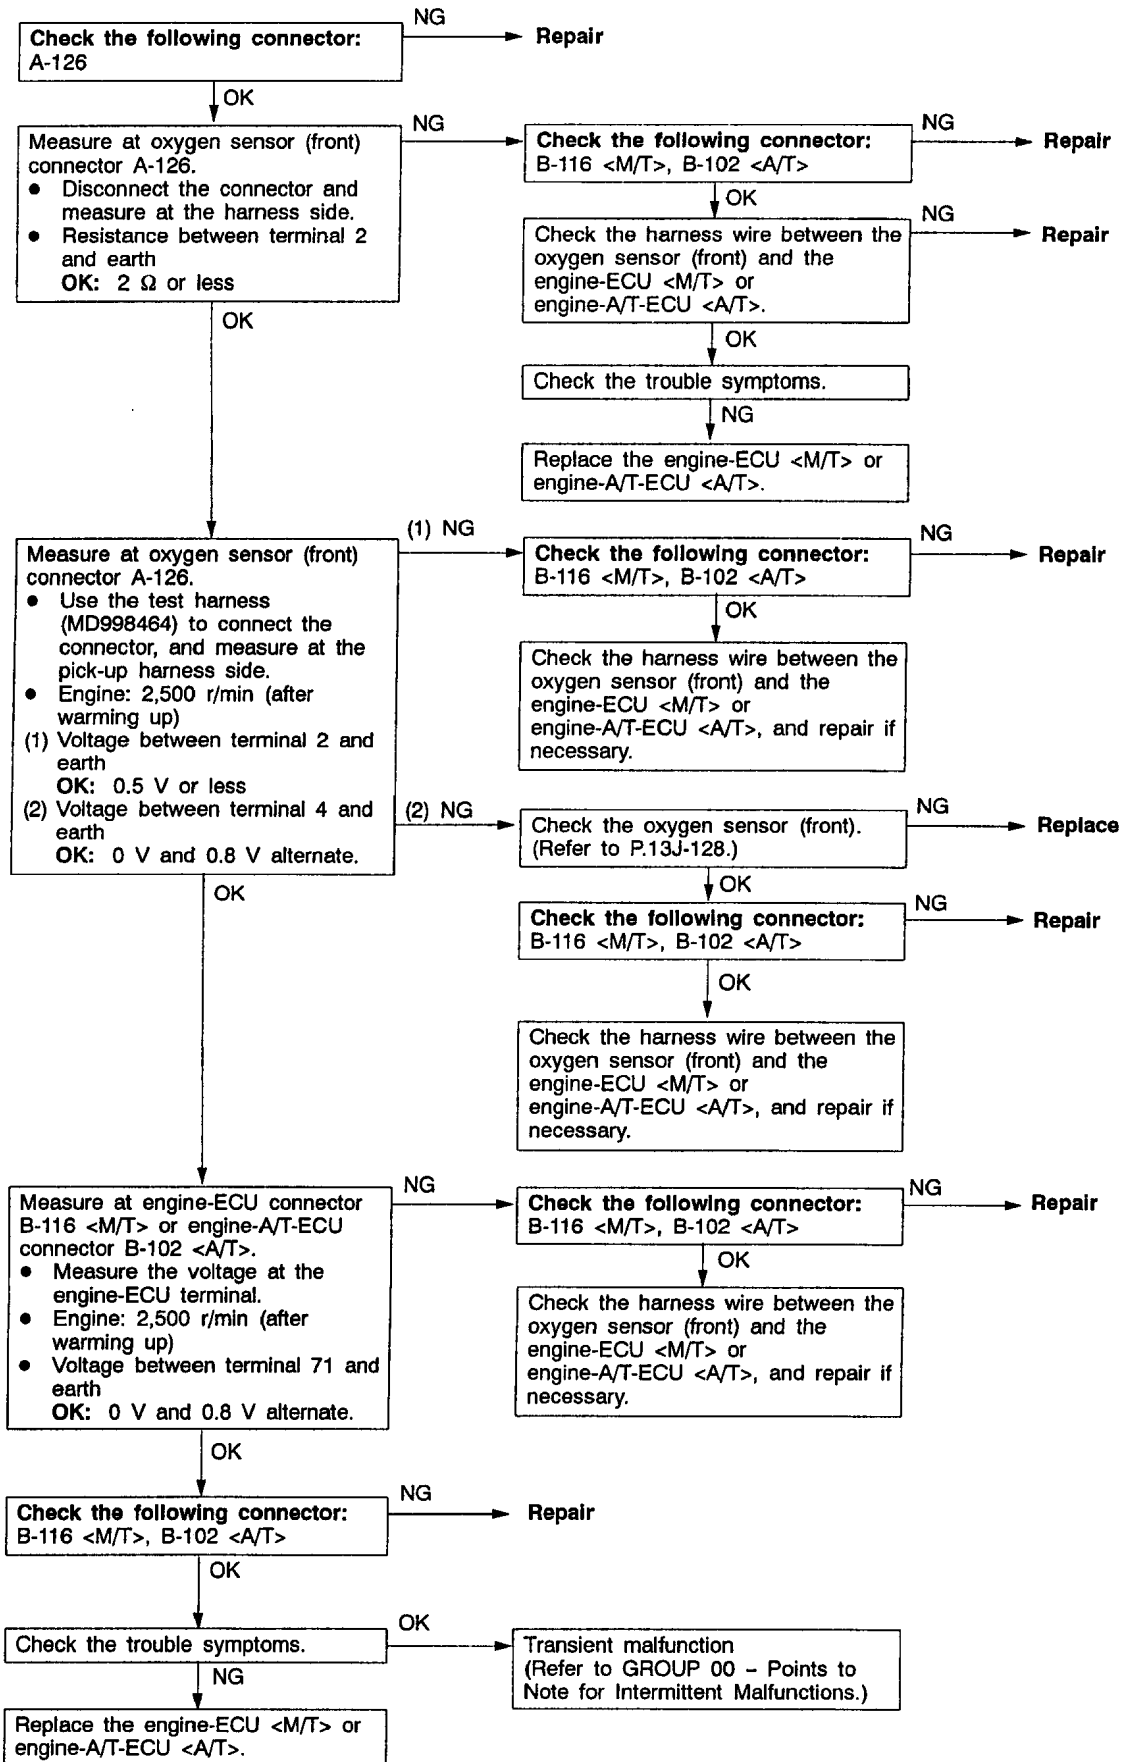 NG
Check the following connector:
A-126
Repair
OK
Measure at oxygen sensor (front)
connector A-126.
● Disconnect the connector and
measure at the harness side.
● Resistance between terminal 2
and earth
OK: 2 Ω or less
NG
Check the following connector:
B-116 <M/T>, B-102 <A/T>
NG
Repair
OK
Check the harness wire between the
oxygen sensor (front) and the
engine-ECU <M/T> or
engine-A/T-ECU <A/T>.
NG
Repair
OK
Check the trouble symptoms.
NG
Replace the engine-ECU <M/T> or
engine-A/T-ECU <A/T>.
OK
Measure at oxygen sensor (front)
connector A-126.
● Use the test harness
(MD998464) to connect the
connector, and measure at the
pick-up harness side.
● Engine: 2,500 r/min (after
warming up)
(1) Voltage between terminal 2 and
earth
OK: 0.5 V or less
(2) Voltage between terminal 4 and
earth
OK: 0 V and 0.8 V alternate.
(1) NG
Check the following connector:
B-116 <M/T>, B-102 <A/T>
NG
Repair
OK
Check the harness wire between the
oxygen sensor (front) and the
engine-ECU <M/T> or
engine-A/T-ECU <A/T>, and repair if
necessary.
(2) NG
Check the oxygen sensor (front).
(Refer to P.13J-128.)
NG
Replace
OK
Check the following connector:
B-116 <M/T>, B-102 <A/T>
NG
Repair
OK
Check the harness wire between the
oxygen sensor (front) and the
engine-ECU <M/T> or
engine-A/T-ECU <A/T>, and repair if
necessary.
OK
Measure at engine-ECU connector
B-116 <M/T> or engine-A/T-ECU
connector B-102 <A/T>.
● Measure the voltage at the
engine-ECU terminal.
● Engine: 2,500 r/min (after
warming up)
● Voltage between terminal 71 and
earth
OK: 0 V and 0.8 V alternate.
NG
Check the following connector:
B-116 <M/T>, B-102 <A/T>
NG
Repair
OK
Check the harness wire between the
oxygen sensor (front) and the
engine-ECU <M/T> or
engine-A/T-ECU <A/T>, and repair if
necessary.
OK
Check the following connector:
B-116 <M/T>, B-102 <A/T>
NG
Repair
OK
Check the trouble symptoms.
OK
Transient malfunction
(Refer to GROUP 00 – Points to
Note for Intermittent Malfunctions.)
NG
Replace the engine-ECU <M/T> or
engine-A/T-ECU <A/T>.